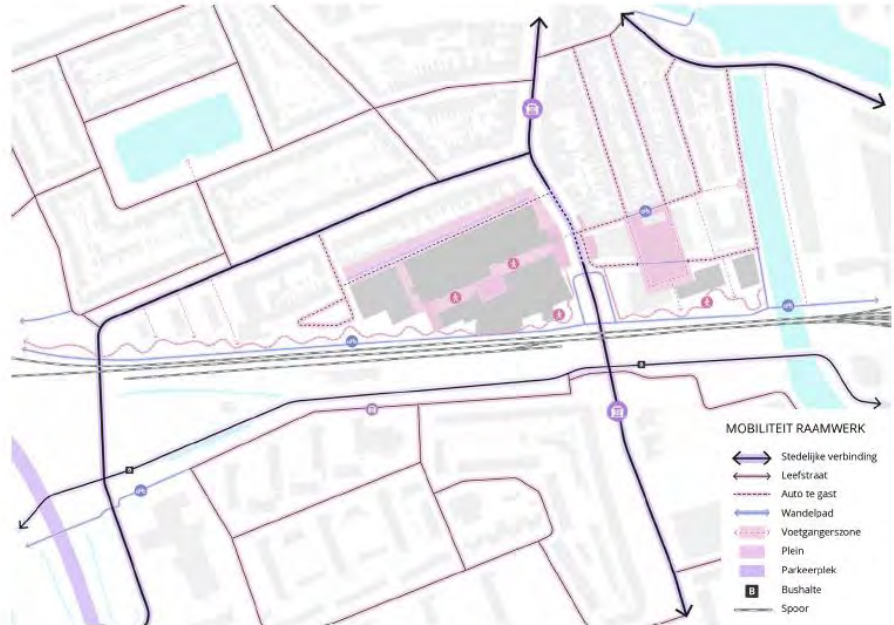 B
B
MOBILITEIT RAAMWERK
Stedelijke verbinding
Leefstraat
Auto te gast
Wandelpad
Voetgangerszone
Plein
Parkeerplek
B Bushalte
Spoor